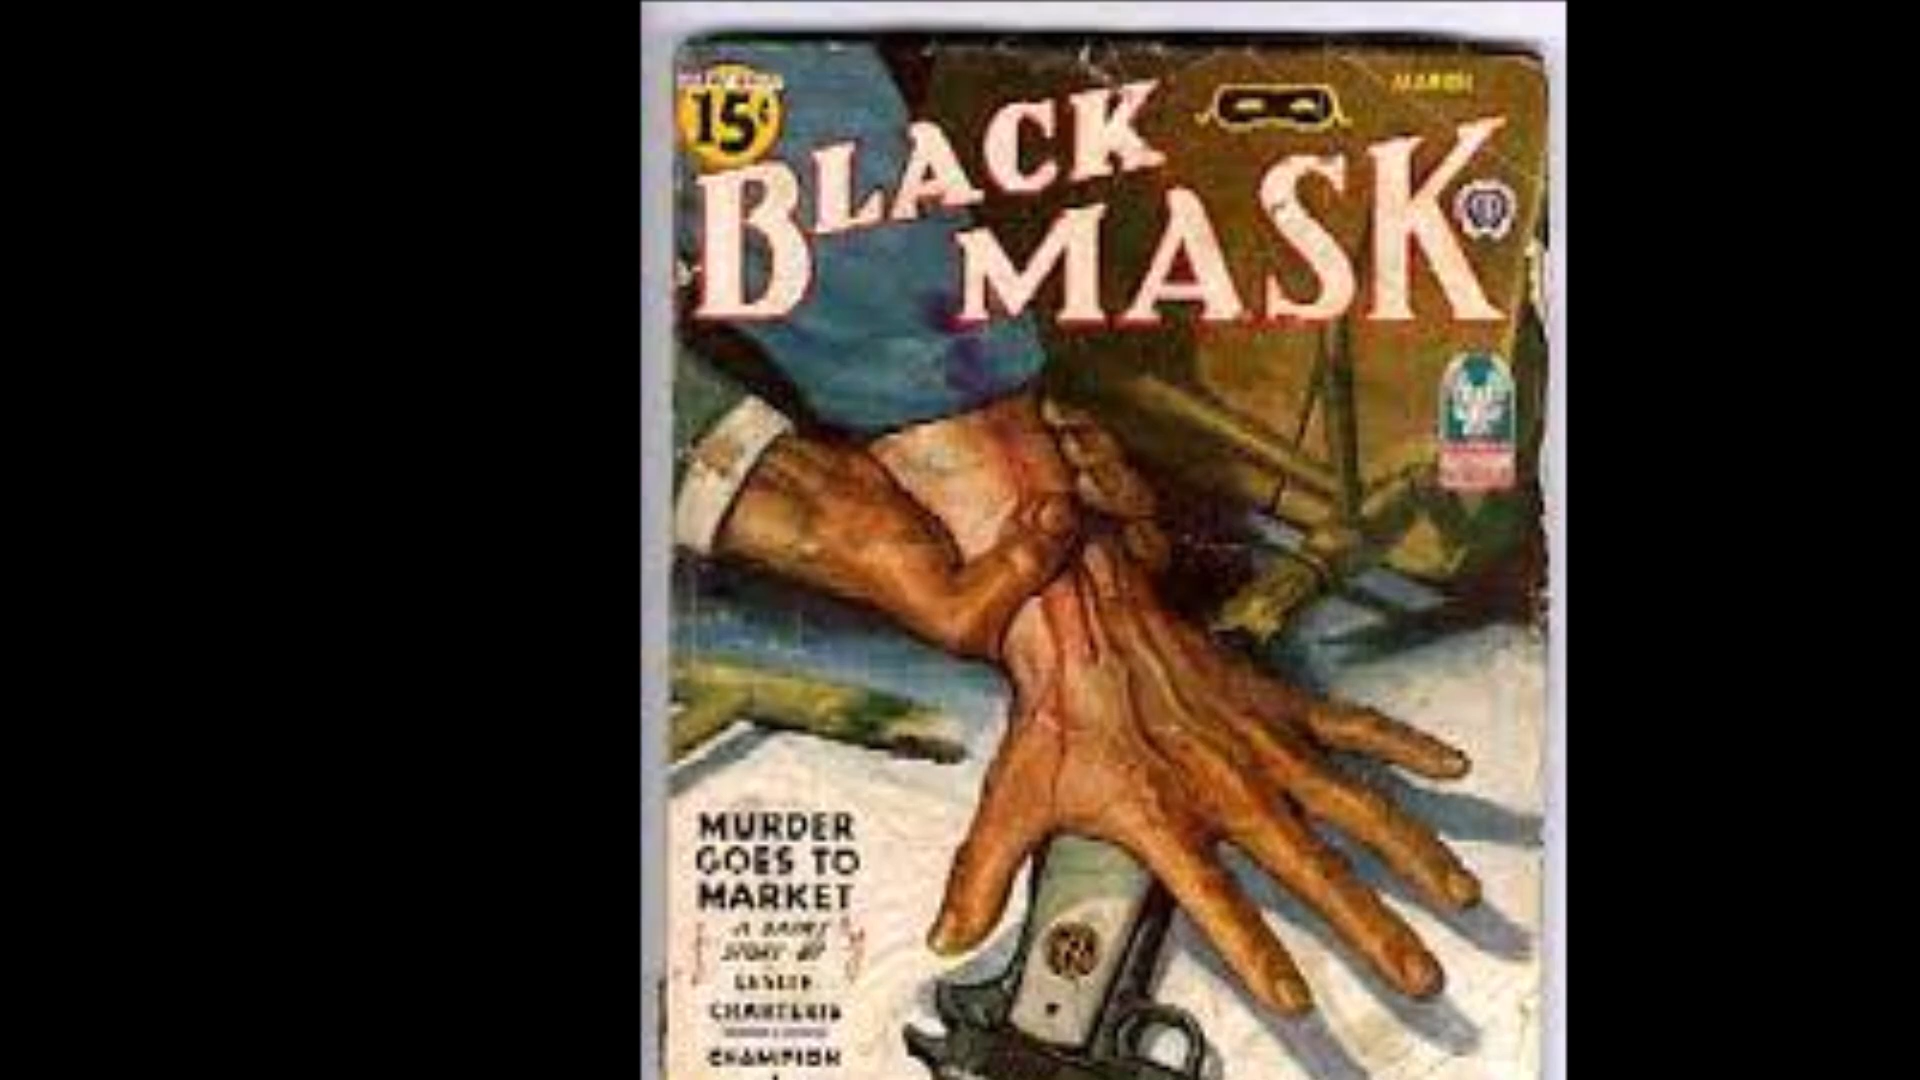 15¢
MARCH
BLACK
MASK
MURDER
GOES TO
MARKET
A SAINT
STORY BY
LESLIE
CHARTERIS
CHAMPION